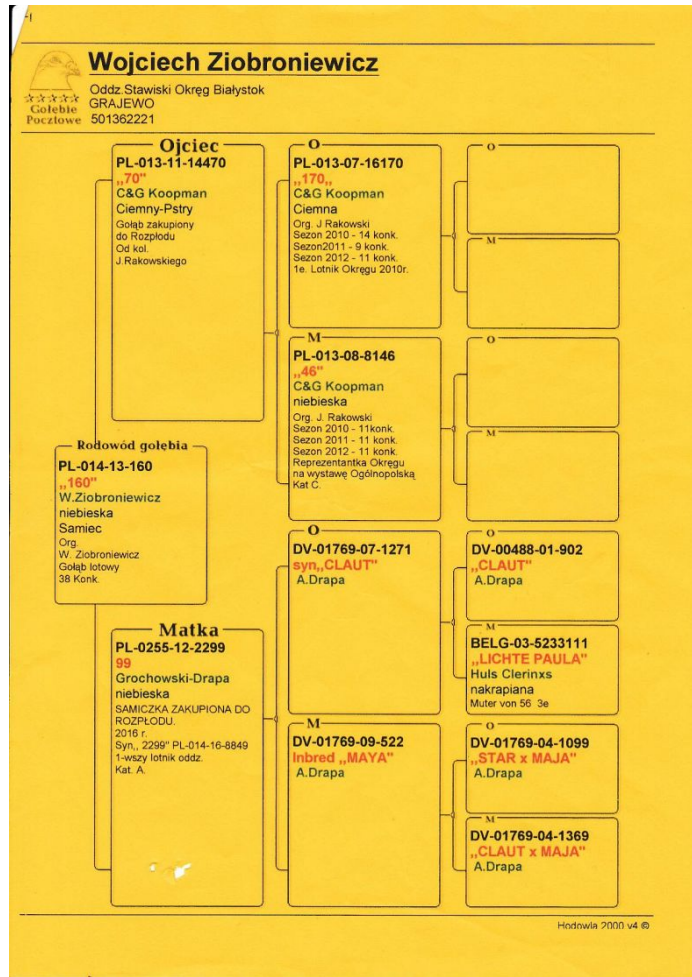 Wojciech Ziobroniewicz
Oddz.Stawiski Okręg Białystok
GRAJEWO
501362221
Gołębie
Pocztowe
Rodowód gołębia
PL-014-13-160
„160"
W.Ziobroniewicz
niebieska
Samiec
Org.
W. Ziobroniewicz
Gołąb lotowy
38 Konk.
Ojciec
PL-013-11-14470
„70"
C&G Koopman
Ciemny-Pstry
Gołąb zakupiony
do Rozpłodu
Od kol.
J.Rakowskiego
Matka
PL-0255-12-2299
99
Grochowski-Drapa
niebieska
SAMICZKA ZAKUPIONA DO
ROZPŁODU.
2016 r.
Syn,, 2299" PL-014-16-8849
1-wszy lotnik oddz.
Kat. A.
O
PL-013-07-16170
,,170,,
C&G Koopman
Ciemna
Org. J Rakowski
Sezon 2010 - 14 konk.
Sezon2011 - 9 konk.
Sezon 2012 - 11 konk.
1e. Lotnik Okręgu 2010r.
M
PL-013-08-8146
,,46"
C&G Koopman
niebieska
Org. J. Rakowski
Sezon 2010 - 11konk.
Sezon 2011 - 11 konk.
Sezon 2012 - 11 konk.
Reprezentantka Okręgu
na wystawę Ogólnopolską
Kat C.
O
DV-01769-07-1271
syn,,CLAUT"
A.Drapa
M
DV-01769-09-522
Inbred ,,MAYA"
A.Drapa
O
M
O
M
O
DV-00488-01-902
,,CLAUT"
A.Drapa
M
BELG-03-5233111
,,LICHTE PAULA"
Huls Clerinxs
nakrapiana
Muter von 56 3e
O
DV-01769-04-1099
,,STAR x MAJA"
A.Drapa
M
DV-01769-04-1369
,,CLAUT x MAJA"
A.Drapa
Hodowla 2000 v4 ©